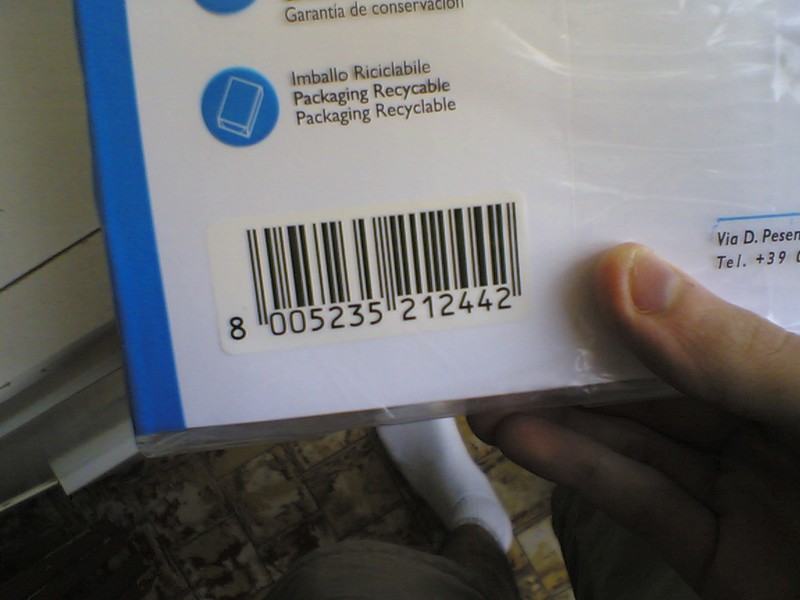 Garantía de conservación
Imballo Riciclabile
Packaging Recycable
Packaging Recyclable
8 005235 212442
Via D. Pesen
Tel. +39